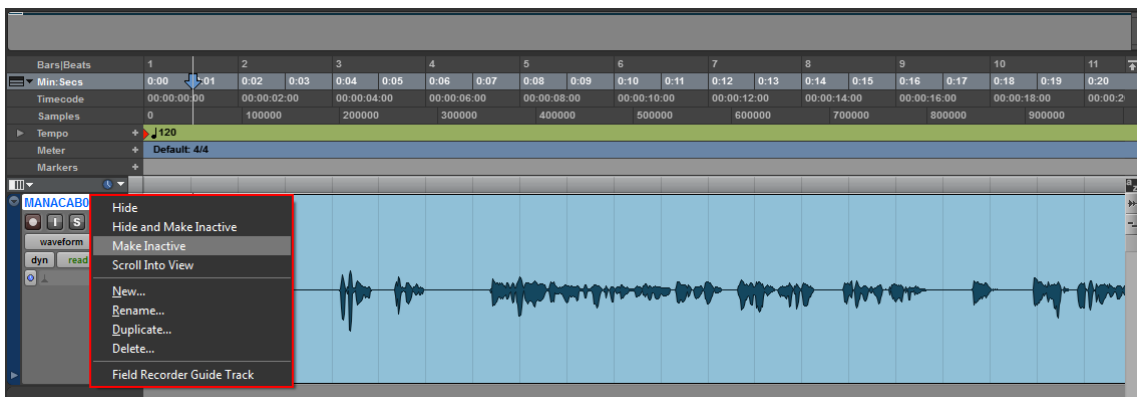 Bars|Beats 1 2 3 4 5 6 7 8 9 10 11
Min:Secs 0:00 0:01 0:02 0:03 0:04 0:05 0:06 0:07 0:08 0:09 0:10 0:11 0:12 0:13 0:14 0:15 0:16 0:17 0:18 0:19 0:20
Timecode 00:00:00:00 00:00:02:00 00:00:04:00 00:00:06:00 00:00:08:00 00:00:10:00 00:00:12:00 00:00:14:00 00:00:16:00 00:00:18:00 00:00:2
Samples 0 100000 200000 300000 400000 500000 600000 700000 800000 900000
Tempo + 120
Meter + Default: 4/4
Markers +
a z
MANACAB0
I S
waveform
dyn read
Hide
Hide and Make Inactive
Make Inactive
Scroll Into View
New...
Rename...
Duplicate...
Delete...
Field Recorder Guide Track